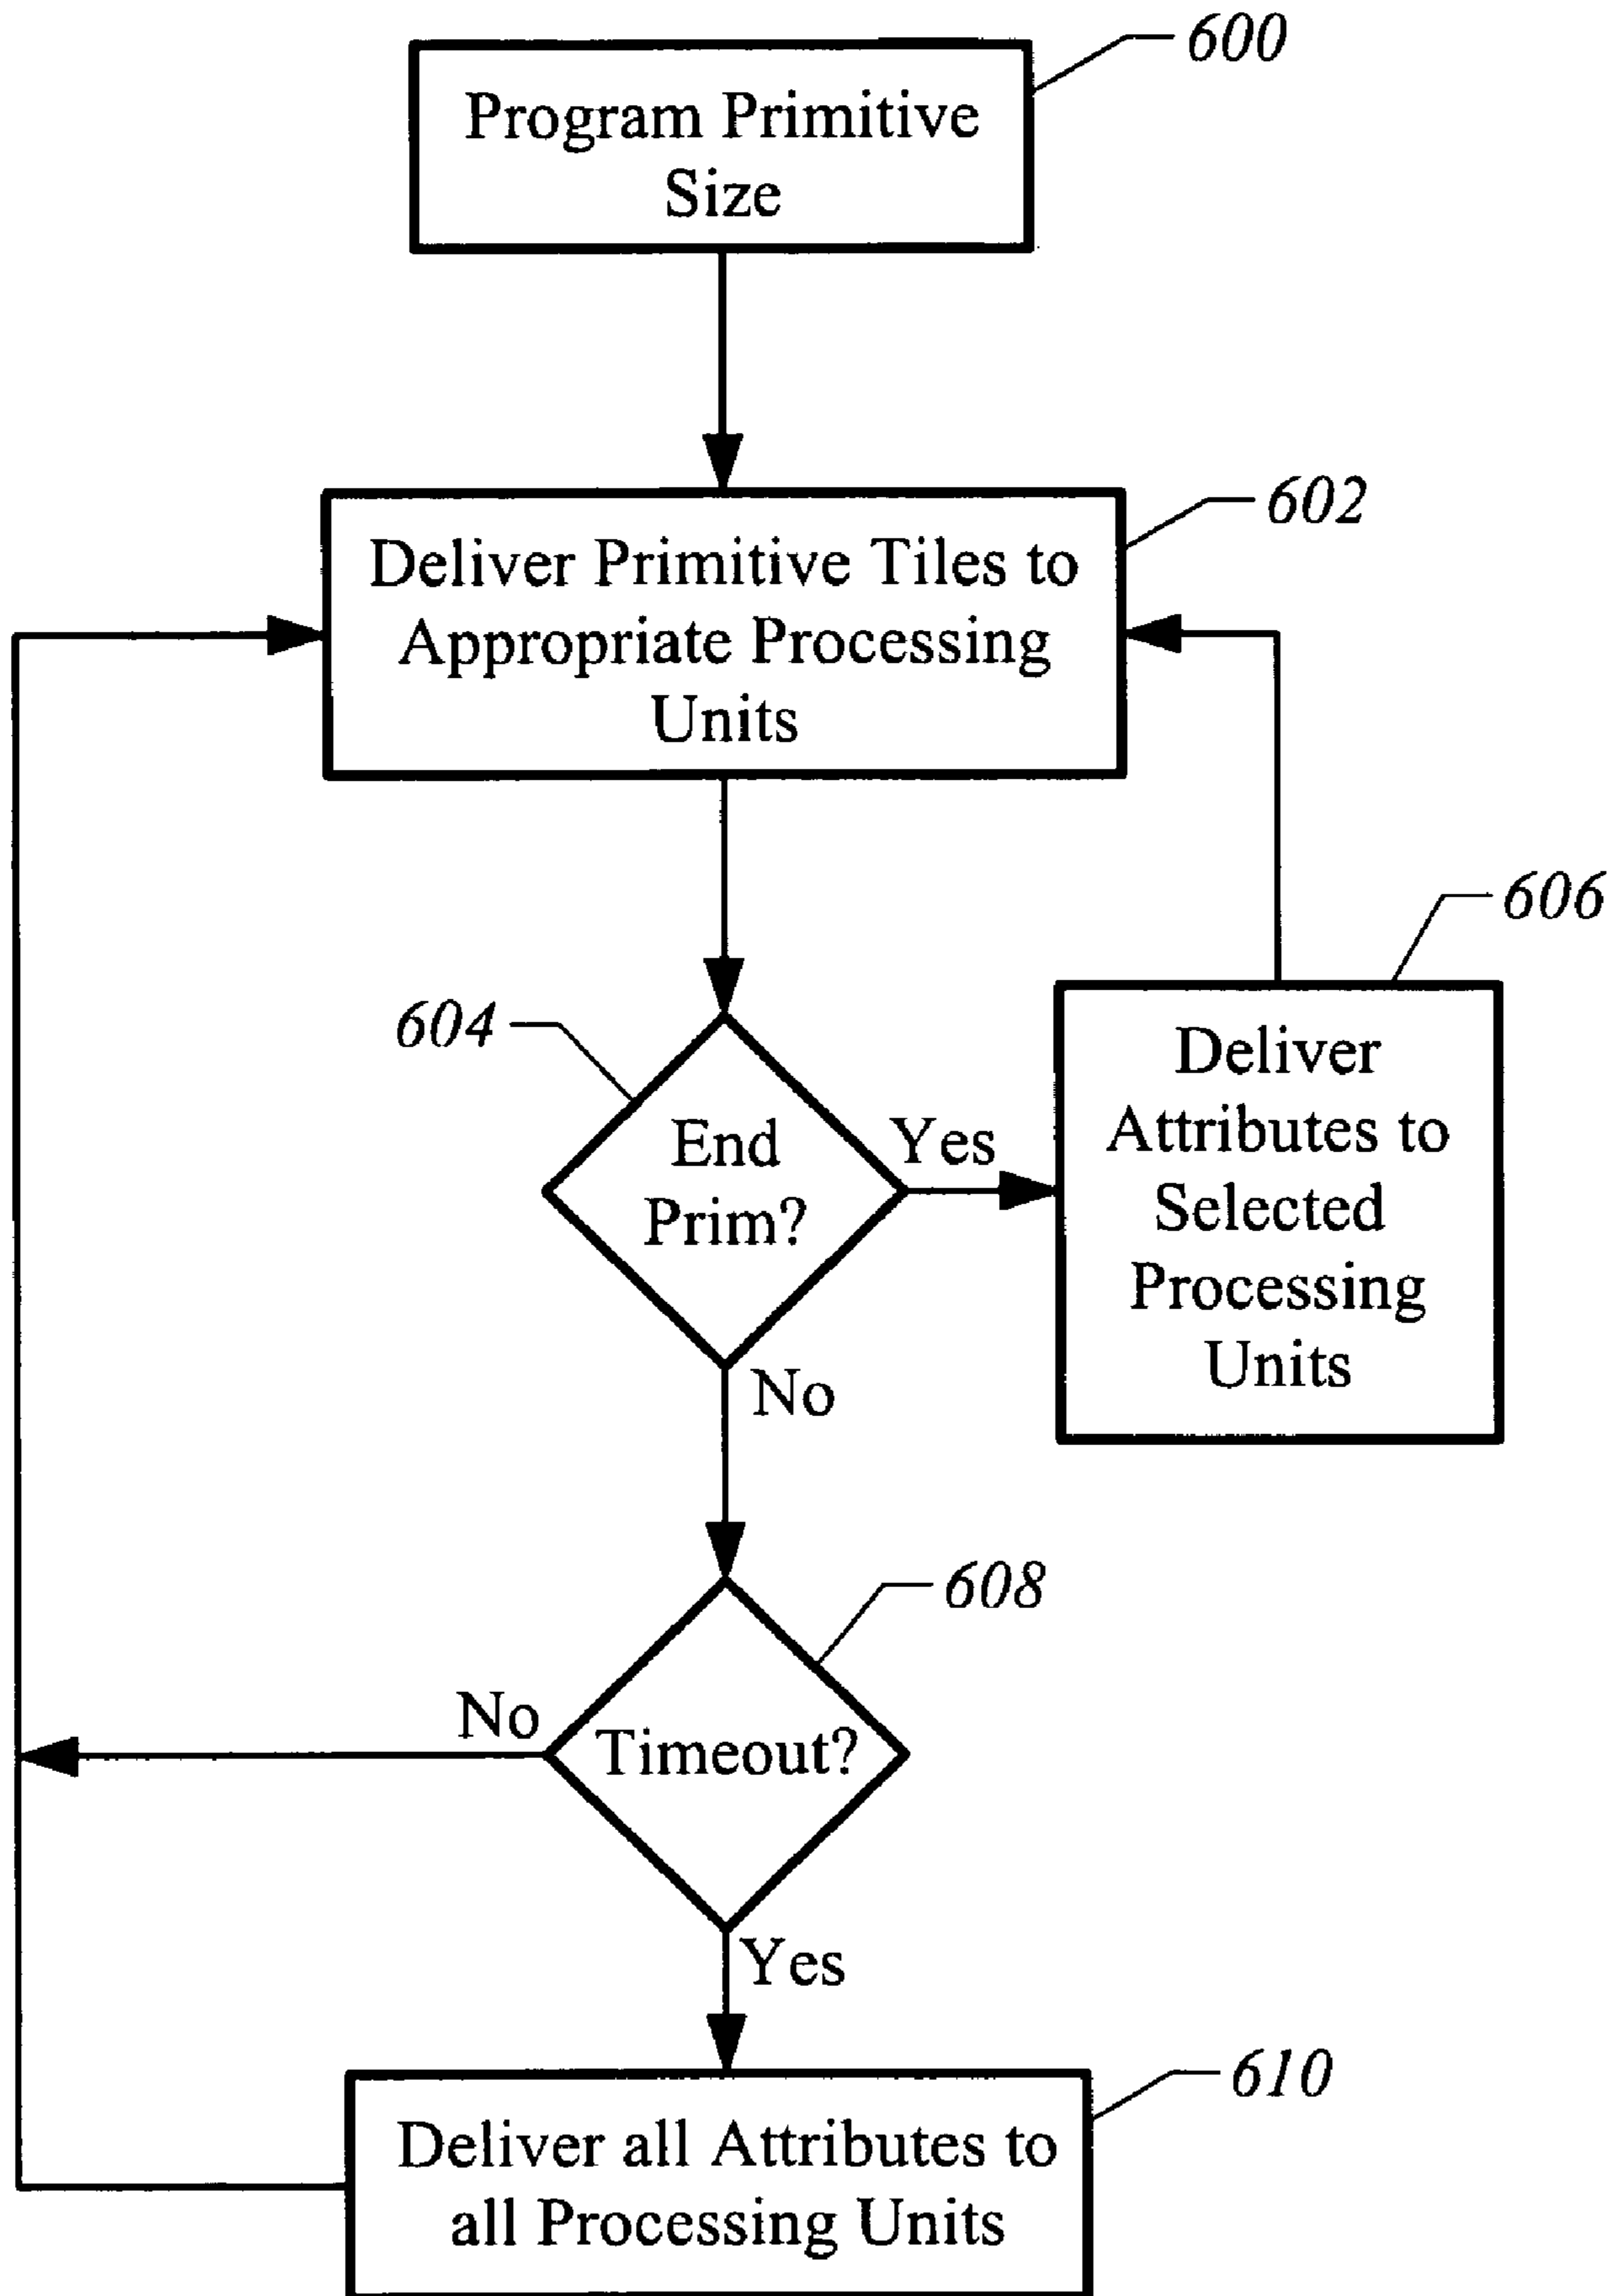 600
Program Primitive
Size
602
Deliver Primitive Tiles to
Appropriate Processing
Units
604
End
Prim?
Yes
No
606
Deliver
Attributes to
Selected
Processing
Units
608
Timeout?
No
Yes
610
Deliver all Attributes to
all Processing Units